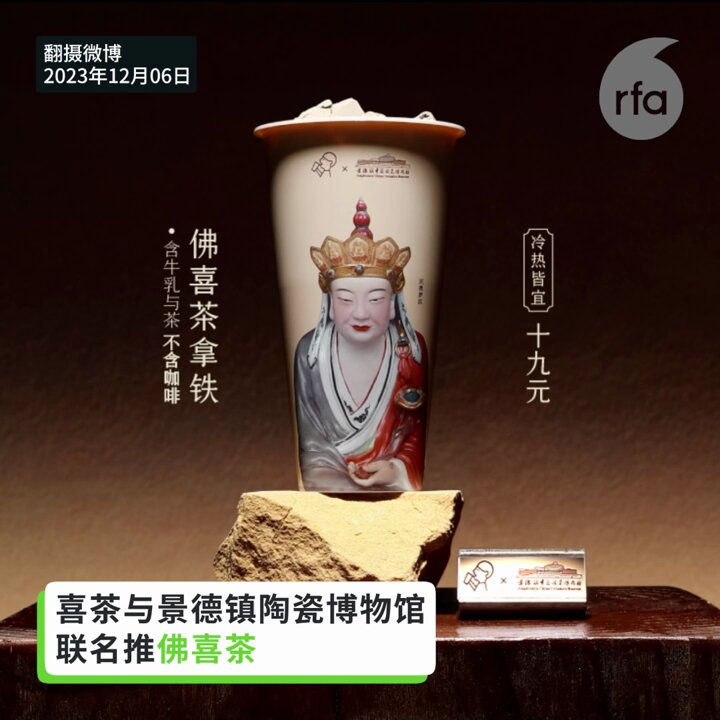 翻摄微博
2023年12月06日
rfa
×
佛喜茶拿铁
•含牛乳与茶 不含咖啡
冷热皆宜
十九元
×
喜茶与景德镇陶瓷博物馆
联名推佛喜茶